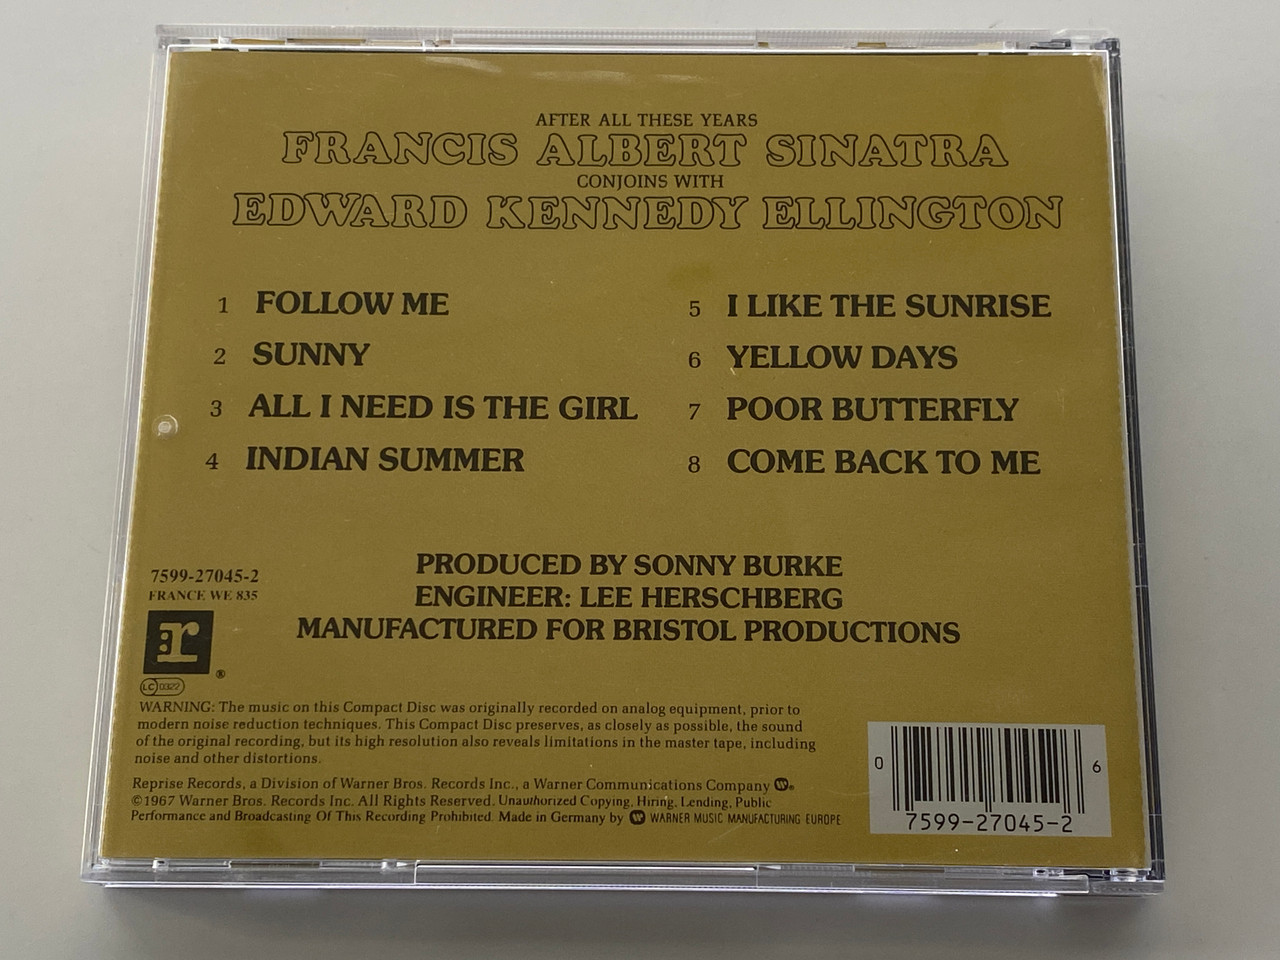 AFTER ALL THESE YEARS
FRANCIS ALBERT SINATRA
CONJOINS WITH
EDWARD KENNEDY ELLINGTON
1 FOLLOW ME
2 SUNNY
3 ALL I NEED IS THE GIRL
4 INDIAN SUMMER
5 I LIKE THE SUNRISE
6 YELLOW DAYS
7 POOR BUTTERFLY
8 COME BACK TO ME
PRODUCED BY SONNY BURKE
ENGINEER: LEE HERSCHBERG
MANUFACTURED FOR BRISTOL PRODUCTIONS
7599-27045-2
FRANCE WE 835
r ®
LC 0322
WARNING: The music on this Compact Disc was originally recorded on analog equipment, prior to
modern noise reduction techniques. This Compact Disc preserves, as closely as possible, the sound
of the original recording, but its high resolution also reveals limitations in the master tape, including
noise and other distortions.
Reprise Records, a Division of Warner Bros. Records Inc., a Warner Communications Company
©1967 Warner Bros. Records Inc. All Rights Reserved. Unauthorized Copying, Hiring, Lending, Public
Performance and Broadcasting Of This Recording Prohibited. Made in Germany by WARNER MUSIC MANUFACTURING EUROPE
0 6
7599-27045-2